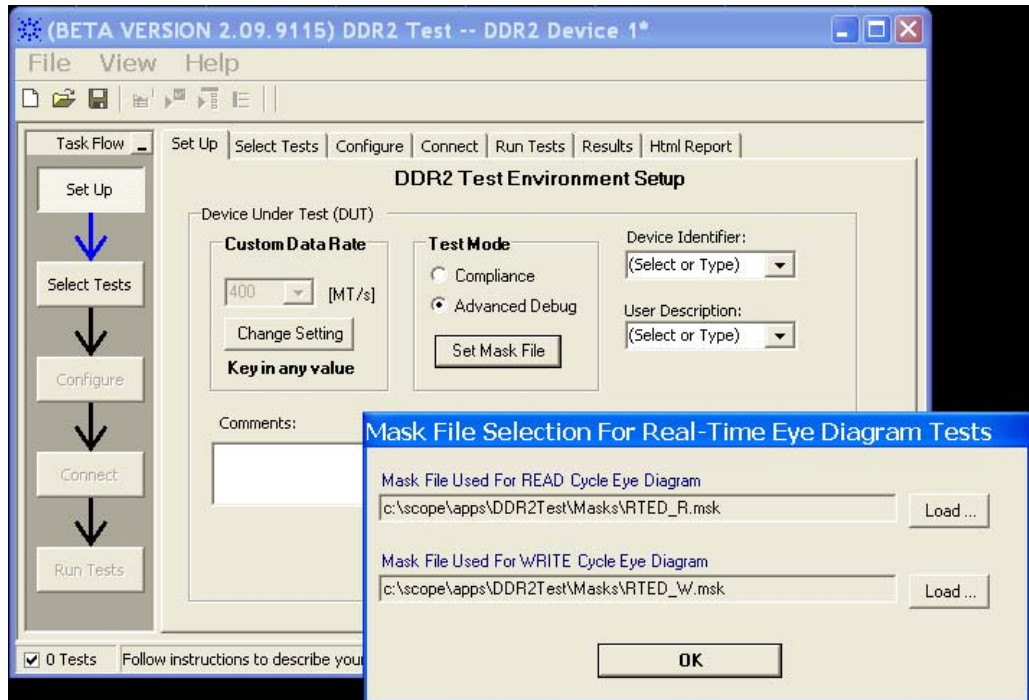 (BETA VERSION 2.09.9115) DDR2 Test -- DDR2 Device 1*
File View Help
Task Flow
Set Up
Select Tests
Configure
Connect
Run Tests
Set Up Select Tests Configure Connect Run Tests Results Html Report
DDR2 Test Environment Setup
Device Under Test (DUT)
Custom Data Rate
400 [MT/s]
Change Setting
Key in any value
Test Mode
Compliance
Advanced Debug
Set Mask File
Device Identifier:
(Select or Type)
User Description:
(Select or Type)
Comments:
0 Tests Follow instructions to describe your
Mask File Selection For Real-Time Eye Diagram Tests
Mask File Used For READ Cycle Eye Diagram
c:\scope\apps\DDR2Test\Masks\RTED_R.msk Load ...
Mask File Used For WRITE Cycle Eye Diagram
c:\scope\apps\DDR2Test\Masks\RTED_W.msk Load ...
OK